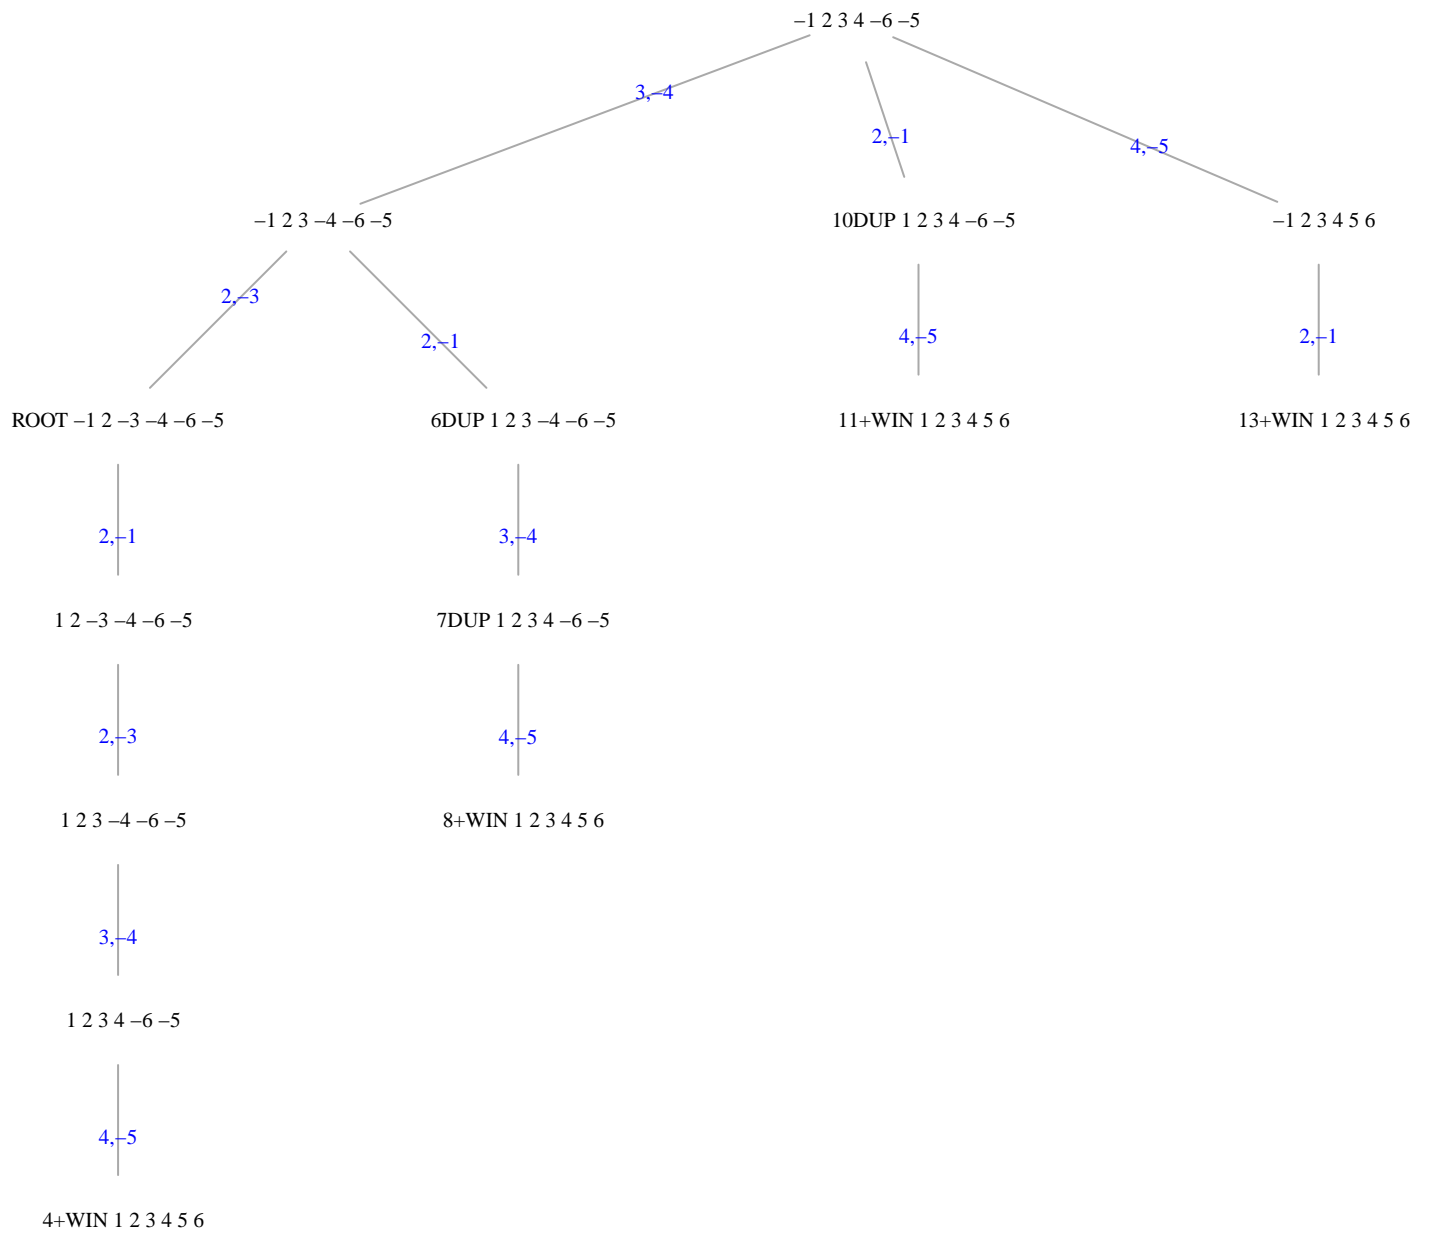 –1 2 3 4 –6 –5
3,–4
2,–1
4,–5
–1 2 3 –4 –6 –5
10DUP 1 2 3 4 –6 –5
–1 2 3 4 5 6
2,–3
2,–1
4,–5
2,–1
ROOT –1 2 –3 –4 –6 –5
6DUP 1 2 3 –4 –6 –5
11+WIN 1 2 3 4 5 6
13+WIN 1 2 3 4 5 6
2,–1
3,–4
1 2 –3 –4 –6 –5
7DUP 1 2 3 4 –6 –5
2,–3
4,–5
1 2 3 –4 –6 –5
8+WIN 1 2 3 4 5 6
3,–4
1 2 3 4 –6 –5
4,–5
4+WIN 1 2 3 4 5 6